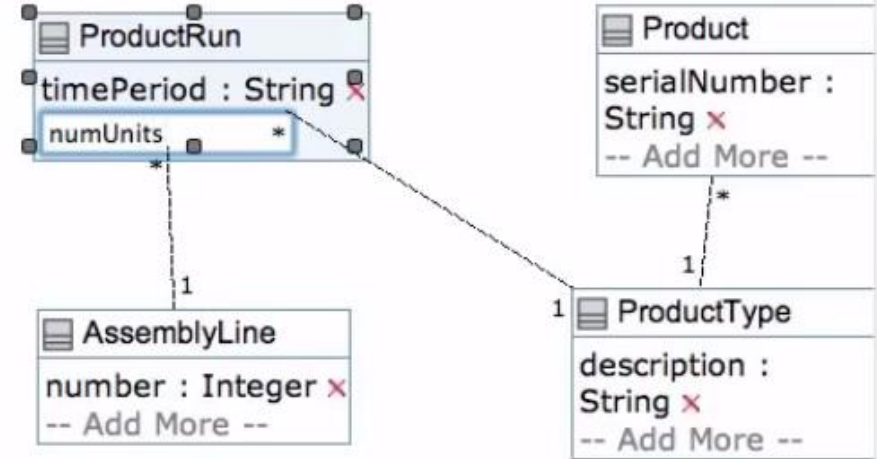 ProductRun
timePeriod : String ×
numUnits *
*
1
AssemblyLine
number : Integer ×
-- Add More --
Product
serialNumber :
String ×
-- Add More --
*
1
1
ProductType
description :
String ×
-- Add More --